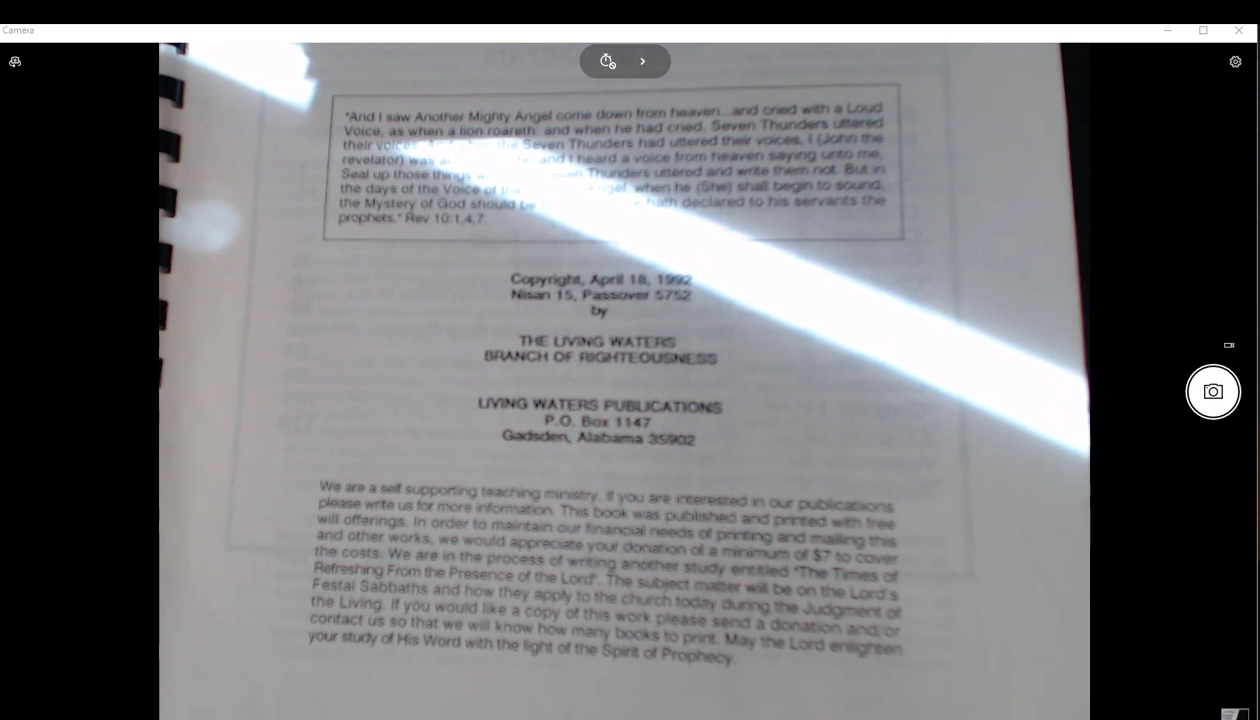 Camera
"And I saw Another Mighty Angel come down from heaven...and cried with a Loud
Voice, as when a lion roareth: and when he had cried, Seven Thunders uttered
their voices. the Seven Thunders had uttered their voices, I (John the
revelator) was and I heard a voice from heaven saying unto me,
Seal up those things Thunders uttered and write them not. But in
the days of the Voice of Angel, when he (She) shall begin to sound,
the Mystery of God should be hath declared to his servants the
prophets." Rev 10:1,4,7.
Copyright, April 18, 1992
Nisan 15, Passover 5752
by
THE LIVING WATERS
BRANCH OF RIGHTEOUSNESS
LIVING WATERS PUBLICATIONS
P.O. Box 1147
Gadsden, Alabama 35902
We are a self supporting teaching ministry. If you are interested in our publications
please write us for more information. This book was published and printed with free
will offerings. In order to maintain our financial needs of printing and mailing this
and other works, we would appreciate your donation of a minimum of $7 to cover
the costs. We are in the process of writing another study entitled "The Times of
Refreshing From the Presence of the Lord". The subject matter will be on the Lord's
Festal Sabbaths and how they apply to the church today during the Judgment of
the Living. If you would like a copy of this work please send a donation and/or
contact us so that we will know how many books to print. May the Lord enlighten
your study of His Word with the light of the Spirit of Prophecy.